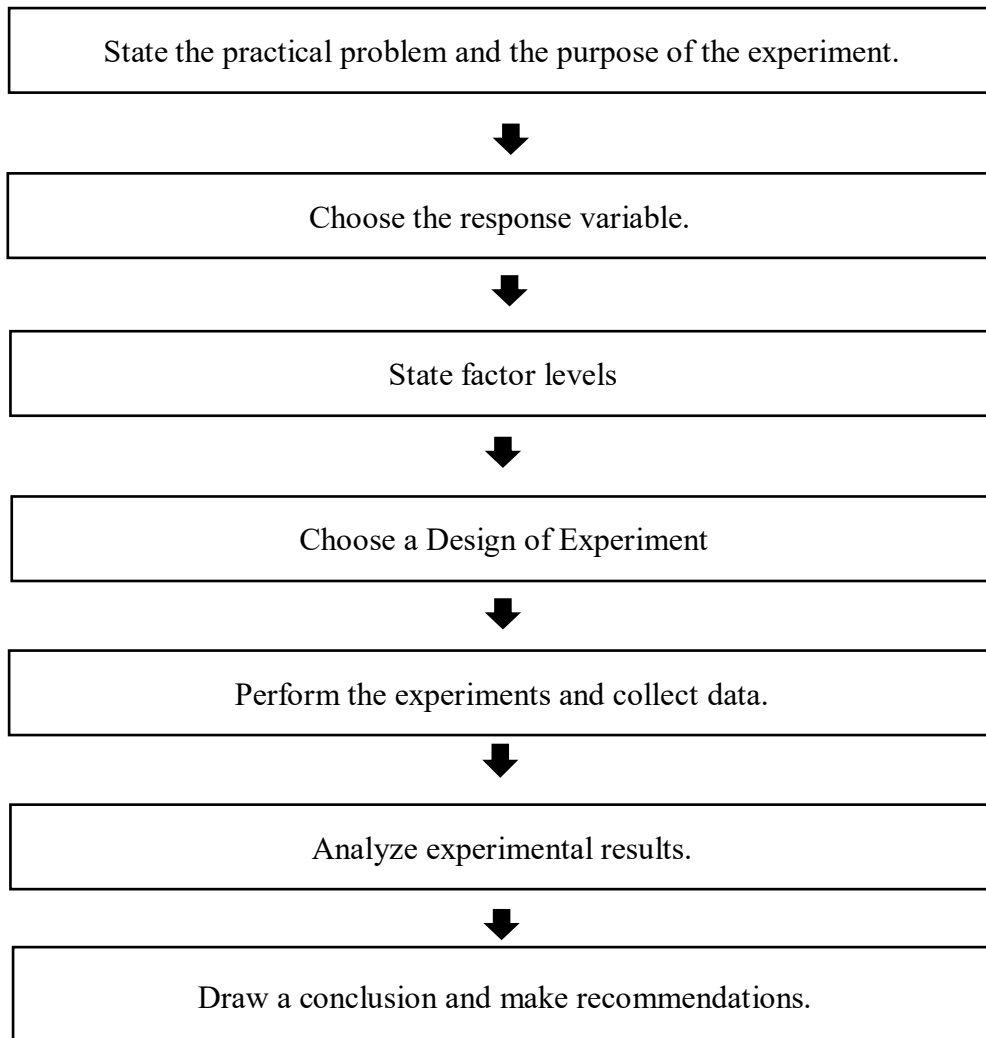 State the practical problem and the purpose of the experiment.
Choose the response variable.
State factor levels
Choose a Design of Experiment
Perform the experiments and collect data.
Analyze experimental results.
Draw a conclusion and make recommendations.